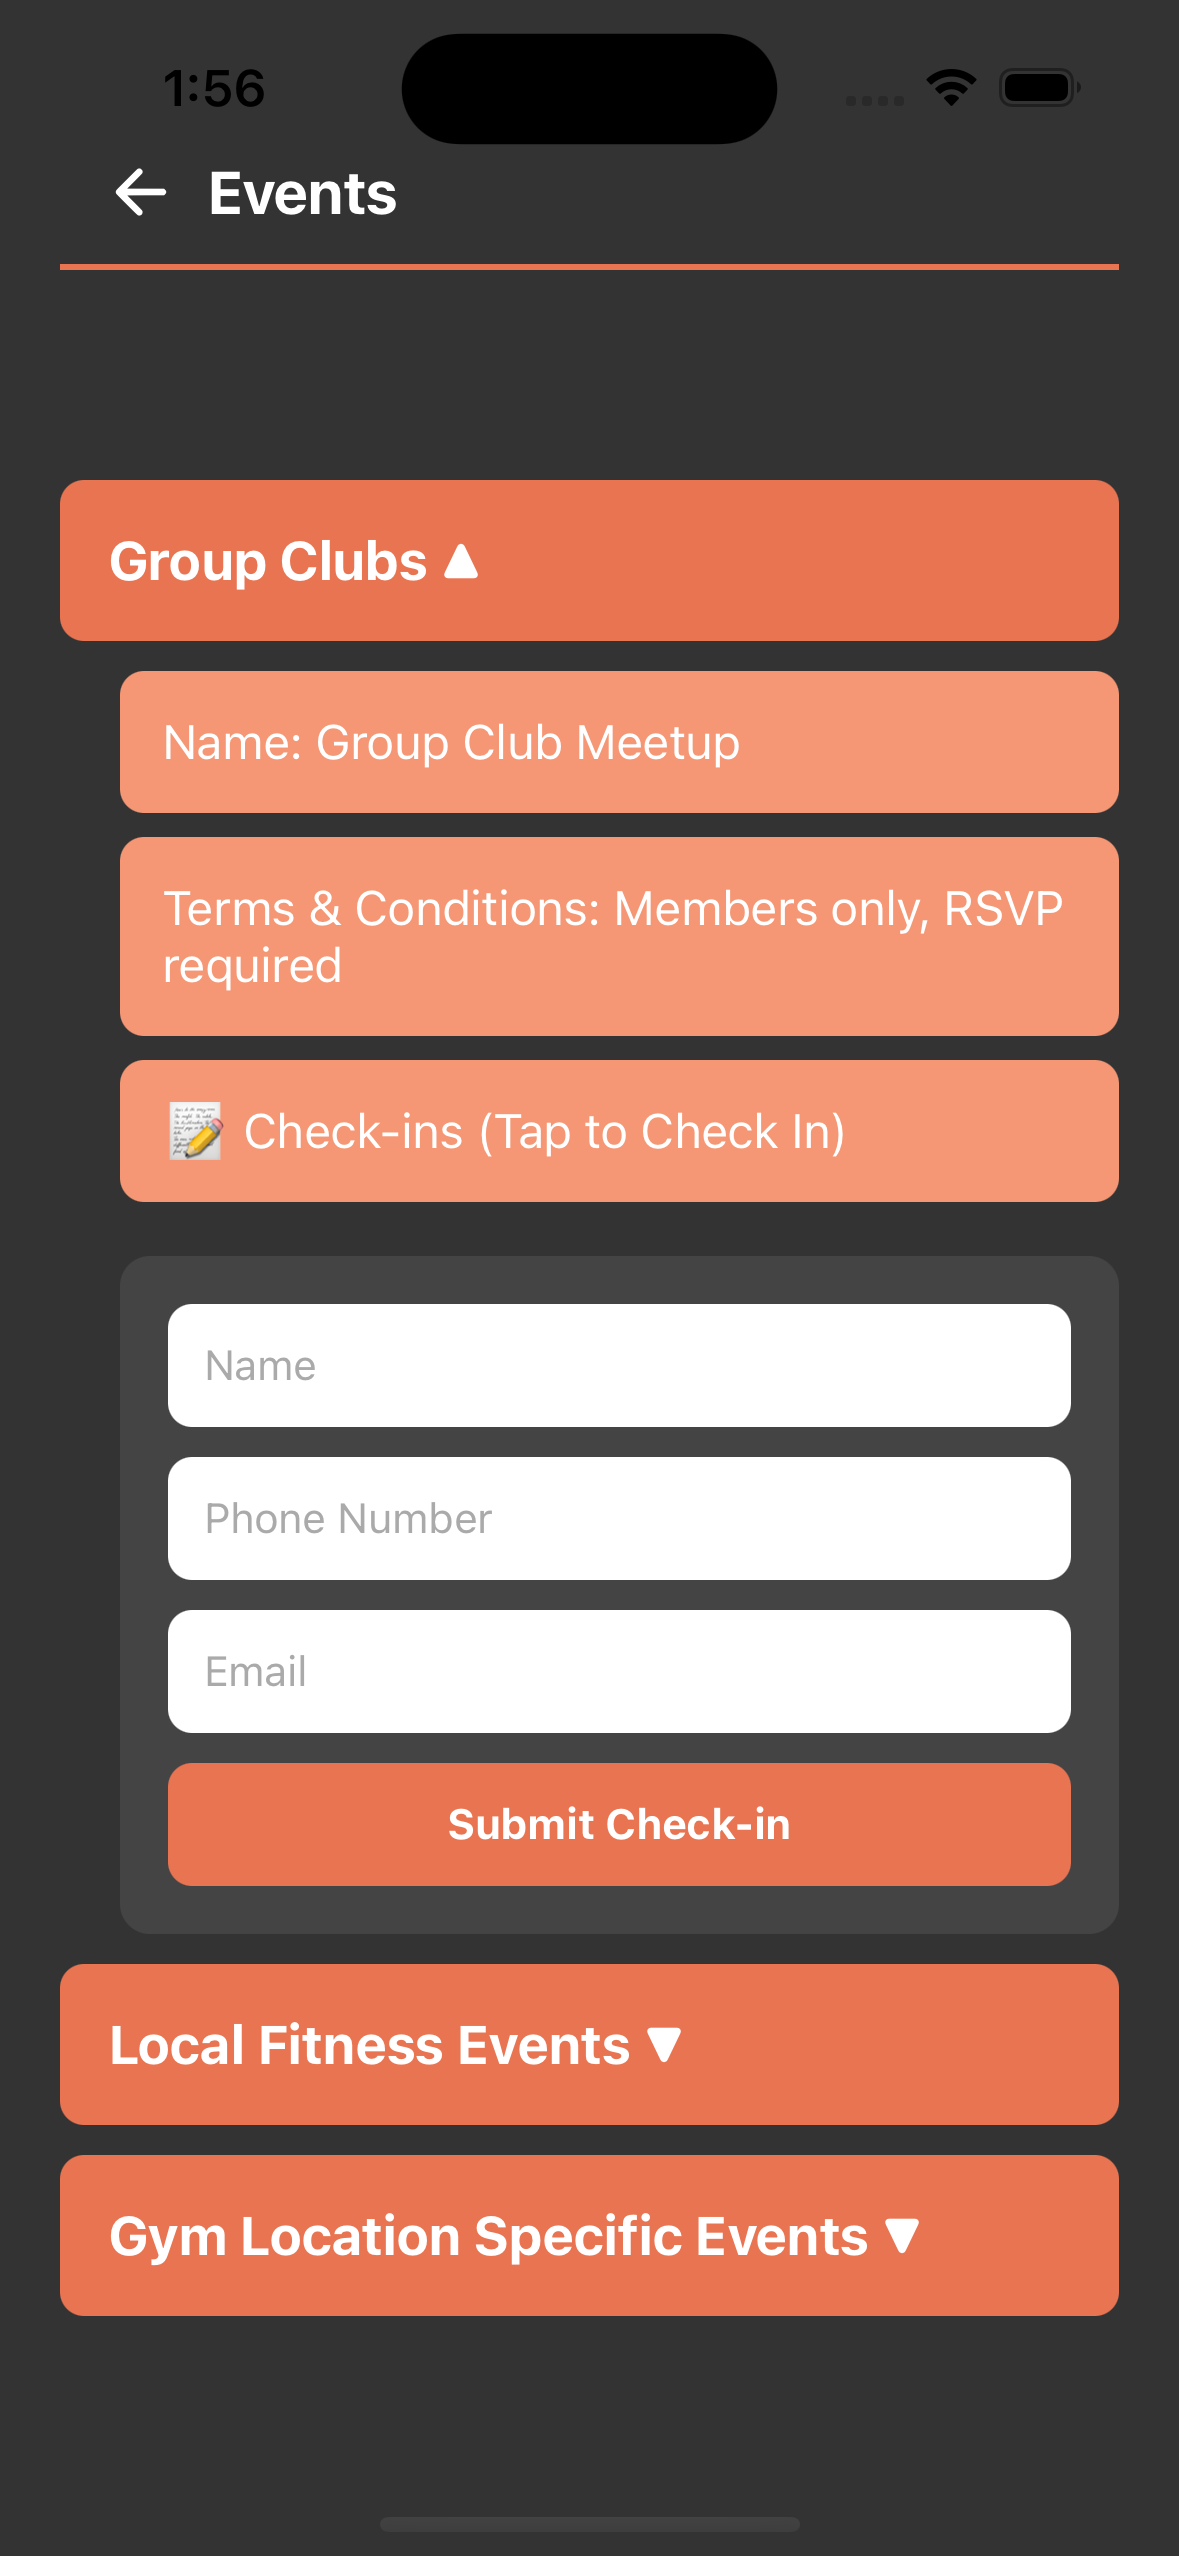 1:56
Events
Group Clubs ▲
Name: Group Club Meetup
Terms & Conditions: Members only, RSVP
required
📝 Check-ins (Tap to Check In)
Name
Phone Number
Email
Submit Check-in
Local Fitness Events ▼
Gym Location Specific Events ▼